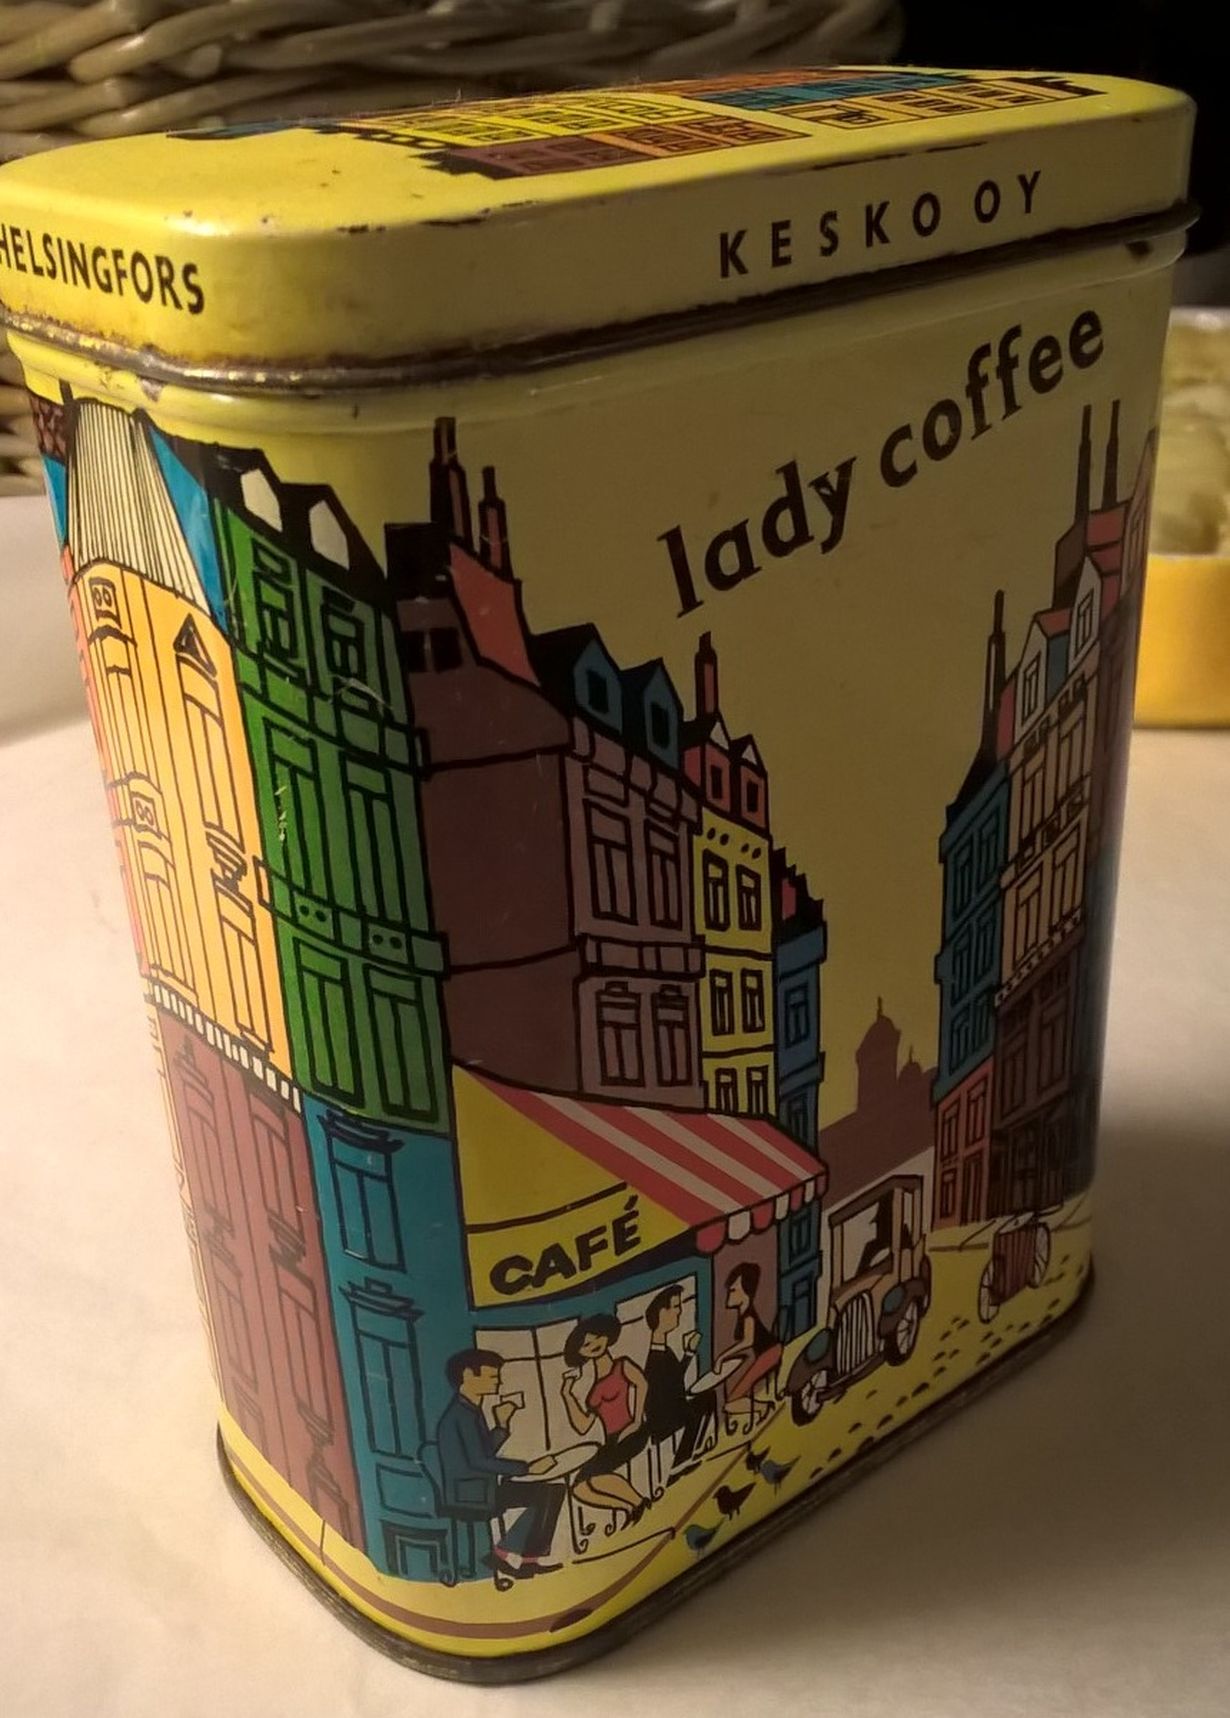 HELSINGFORS
KESKO OY
lady coffee
CAFÉ